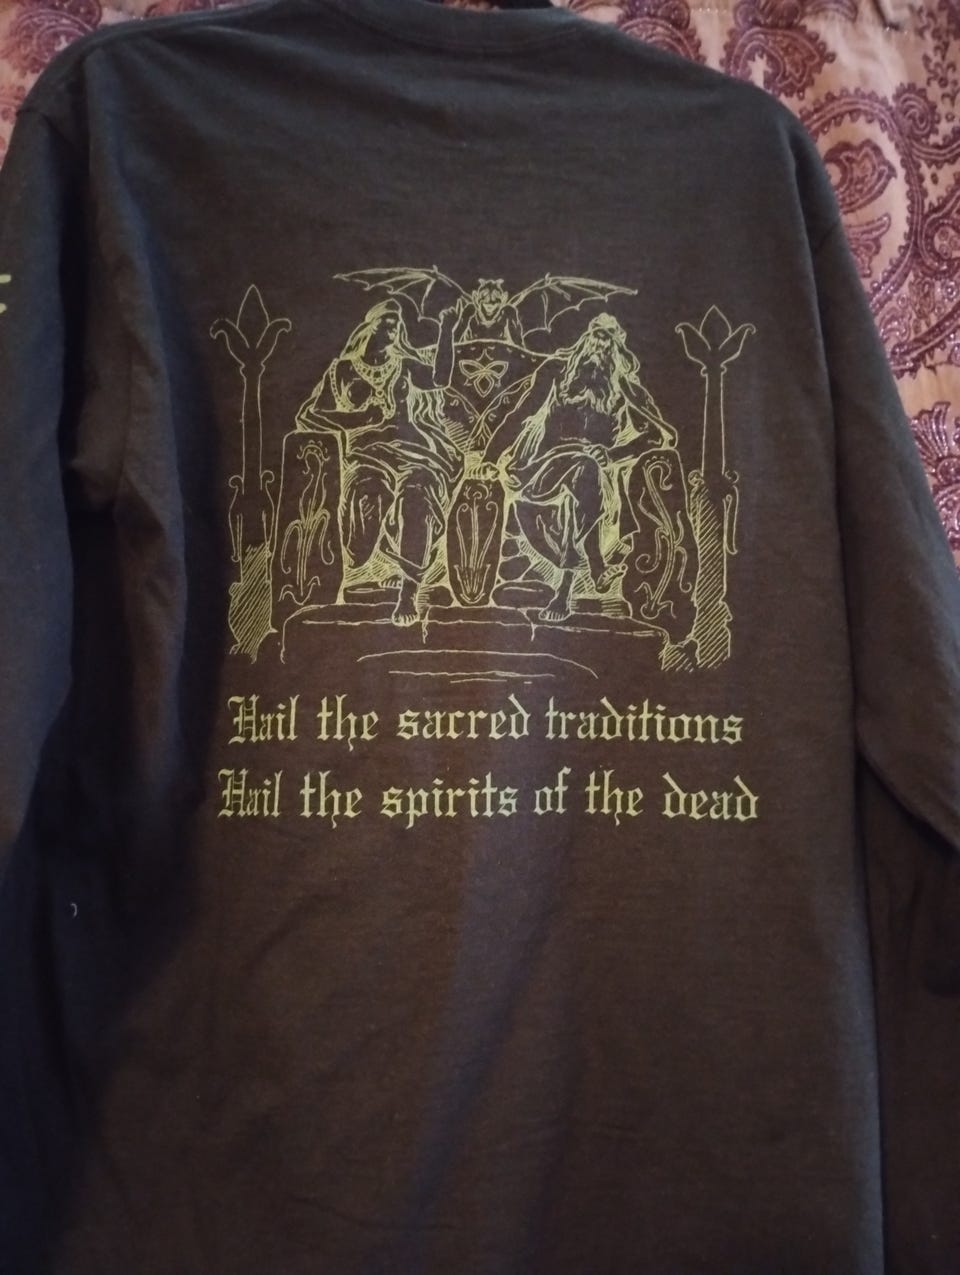 Hail the sacred traditions
Hail the spirits of the dead